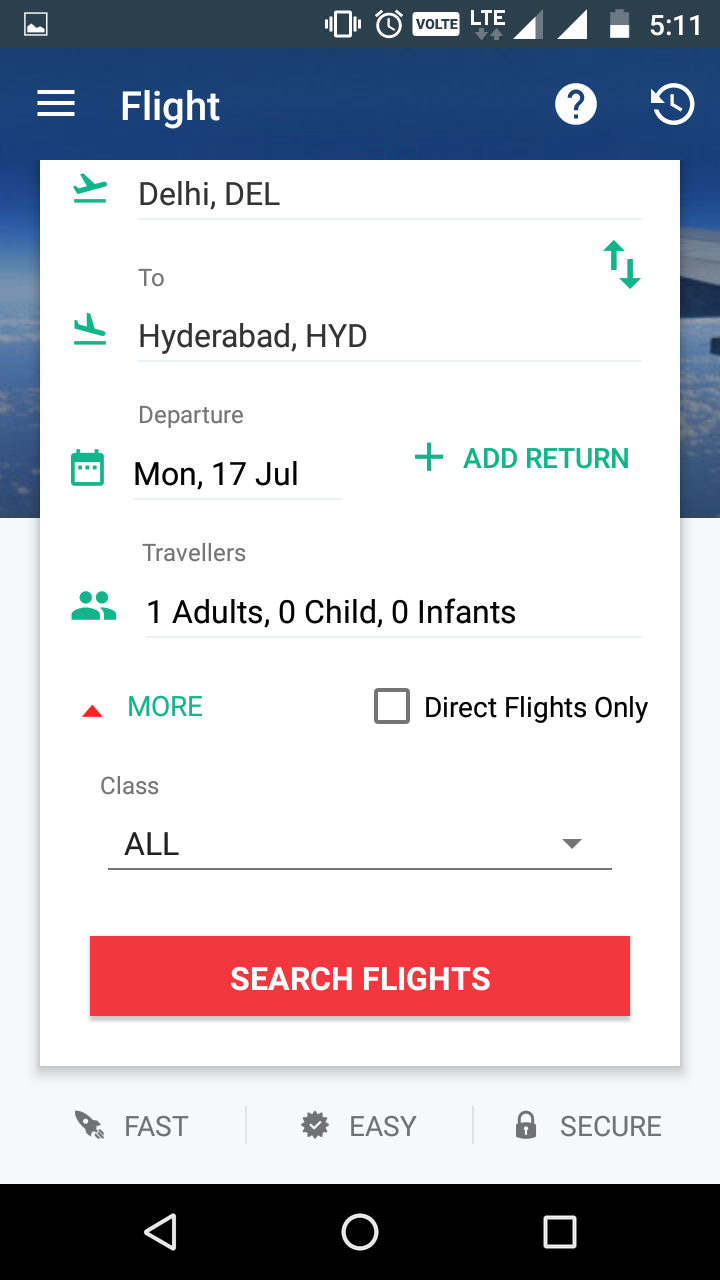 VOLTE LTE 5:11
Flight
Delhi, DEL
To
Hyderabad, HYD
Departure
Mon, 17 Jul
ADD RETURN
Travellers
1 Adults, 0 Child, 0 Infants
MORE
Direct Flights Only
Class
ALL
SEARCH FLIGHTS
FAST
EASY
SECURE